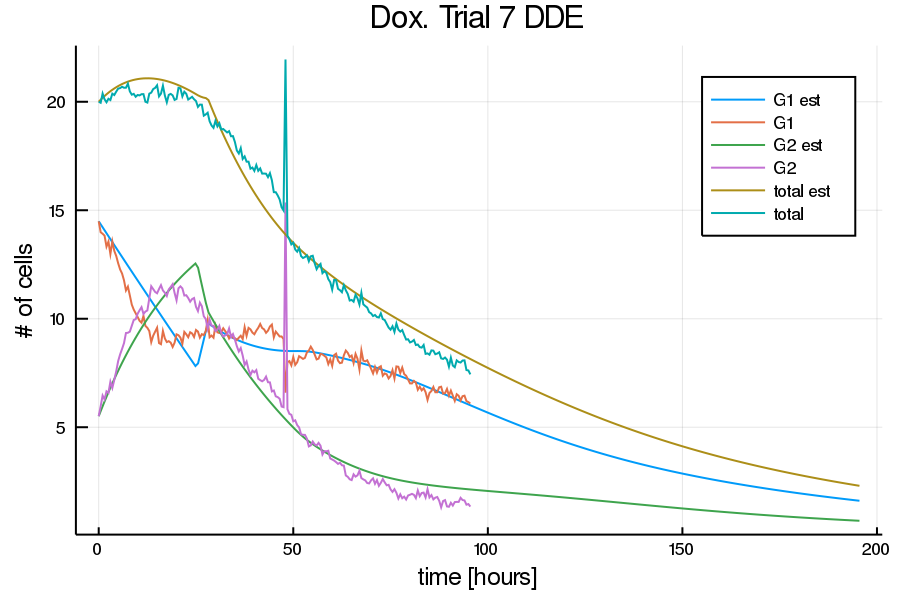 Dox. Trial 7 DDE
# of cells
20
15
10
5
G1 est
G1
G2 est
G2
total est
total
0
50
100
150
200
time [hours]